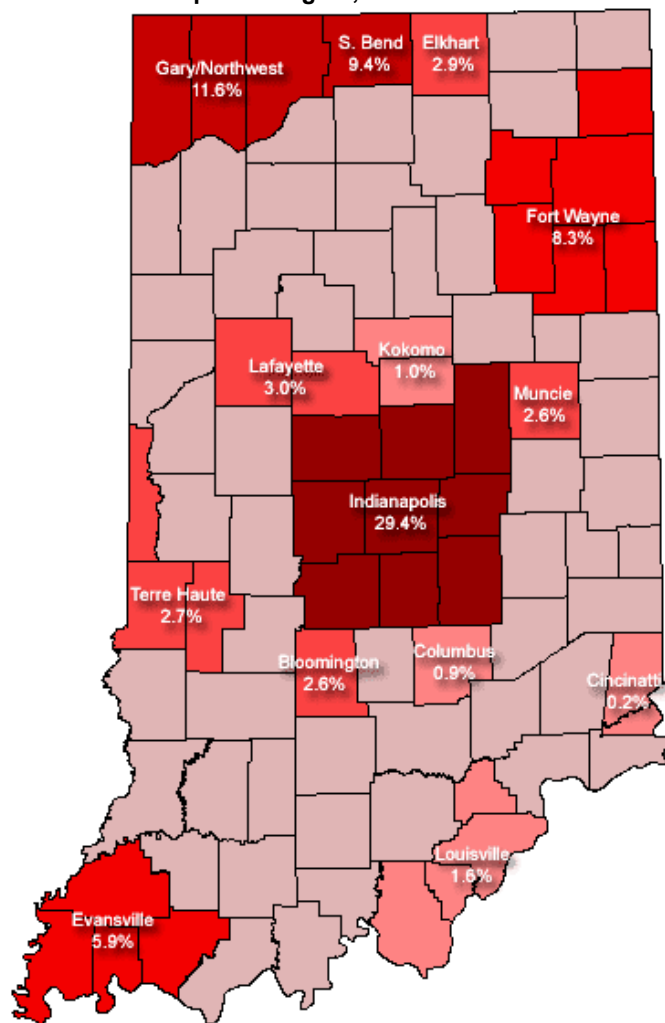 S. Bend
9.4%
Elkhart
2.9%
Gary/Northwest
11.6%
Fort Wayne
8.3%
Kokomo
1.0%
Lafayette
3.0%
Muncie
2.6%
Indianapolis
29.4%
Terre Haute
2.7%
Bloomington
2.6%
Columbus
0.9%
Cincinatti
0.2%
Louisville
1.6%
Evansville
5.9%